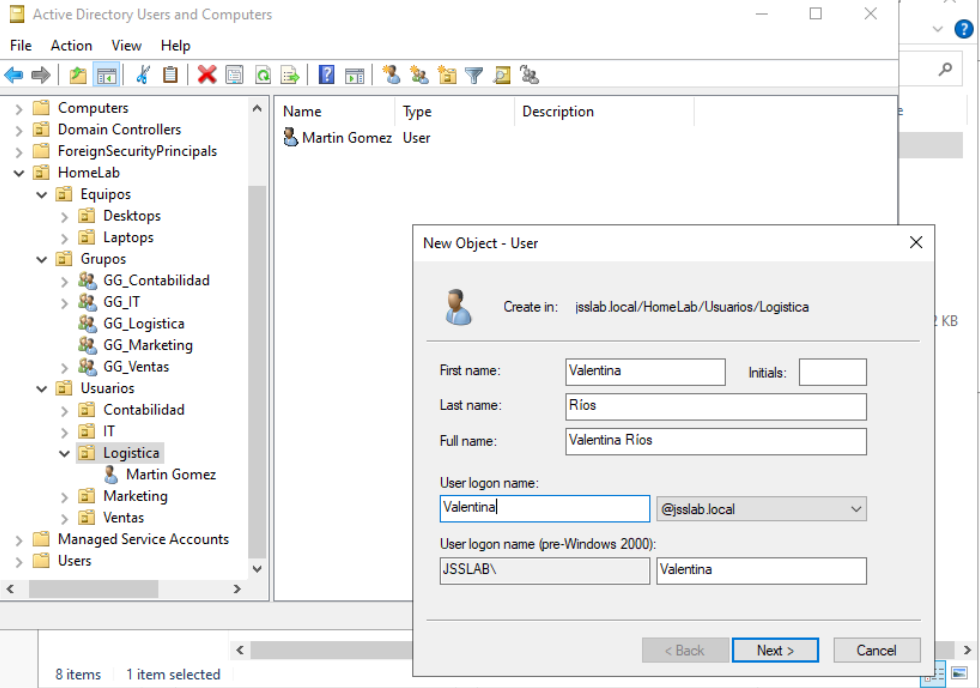 Active Directory Users and Computers
File Action View Help
Computers
Domain Controllers
ForeignSecurityPrincipals
HomeLab
Equipos
Desktops
Laptops
Grupos
GG_Contabilidad
GG_IT
GG_Logistica
GG_Marketing
GG_Ventas
Usuarios
Contabilidad
IT
Logistica
Martin Gomez
Marketing
Ventas
Managed Service Accounts
Users
Name Type Description
Martin Gomez User
New Object - User
Create in: jsslab.local/HomeLab/Usuarios/Logistica
First name: Valentina Initials:
Last name: Ríos
Full name: Valentina Ríos
User logon name:
Valentina @jsslab.local
User logon name (pre-Windows 2000):
JSSLAB\ Valentina
< Back Next > Cancel
KB
8 items 1 item selected